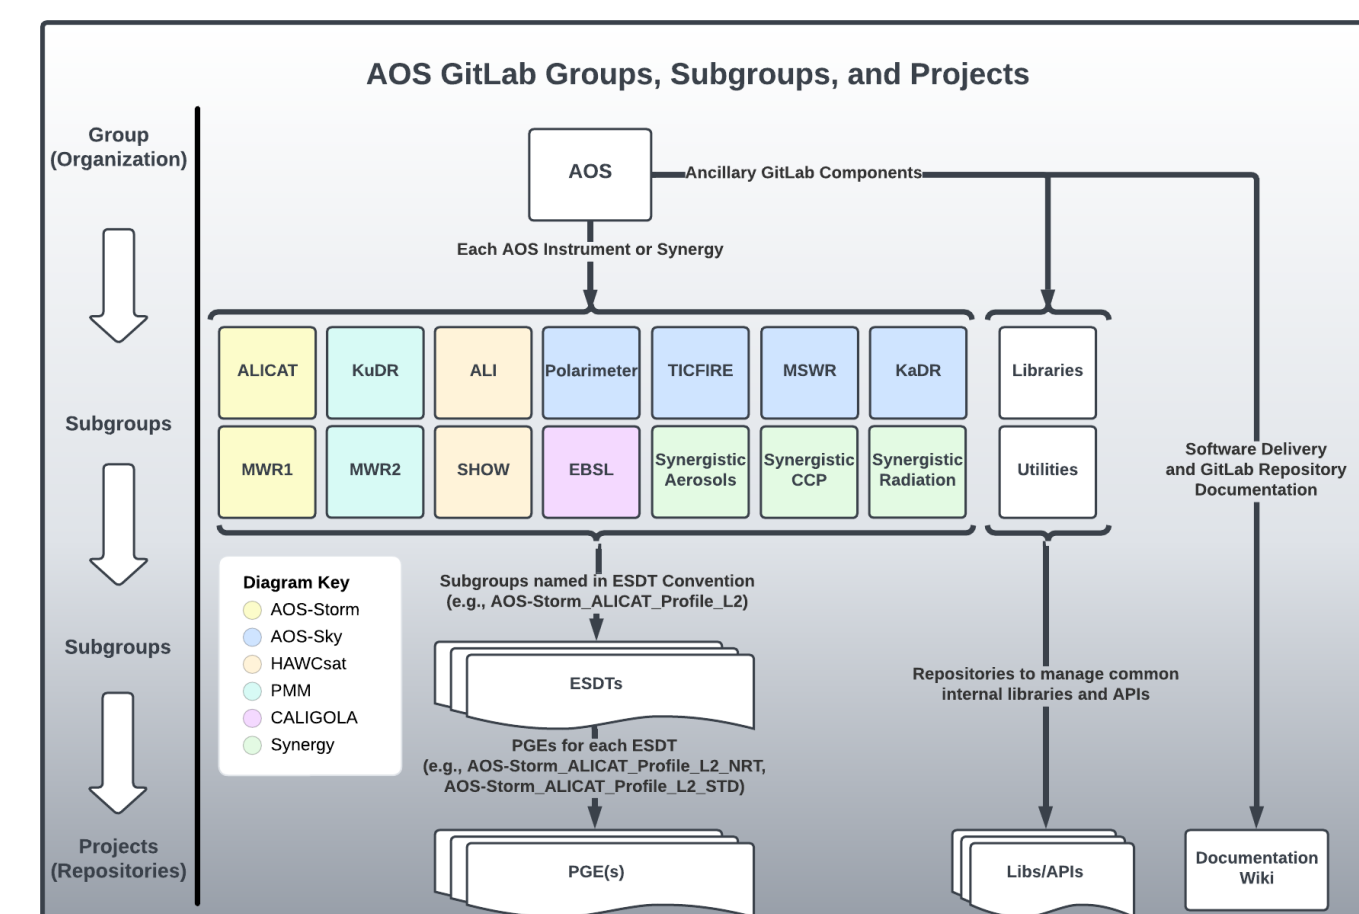 AOS GitLab Groups, Subgroups, and Projects
Group
(Organization)
AOS
Ancillary GitLab Components
Each AOS Instrument or Synergy
ALICAT
KuDR
ALI
Polarimeter
TICFIRE
MSWR
KaDR
Libraries
Subgroups
MWR1
MWR2
SHOW
EBSL
Synergistic
Aerosols
Synergistic
CCP
Synergistic
Radiation
Utilities
Software Delivery
and GitLab Repository
Documentation
Diagram Key
AOS-Storm
AOS-Sky
HAWCsat
PMM
CALIGOLA
Synergy
Subgroups named in ESDT Convention
(e.g., AOS-Storm_ALICAT_Profile_L2)
Subgroups
ESDTs
Repositories to manage common
internal libraries and APIs
PGEs for each ESDT
(e.g., AOS-Storm_ALICAT_Profile_L2_NRT,
AOS-Storm_ALICAT_Profile_L2_STD)
Projects
(Repositories)
PGE(s)
Libs/APIs
Documentation
Wiki